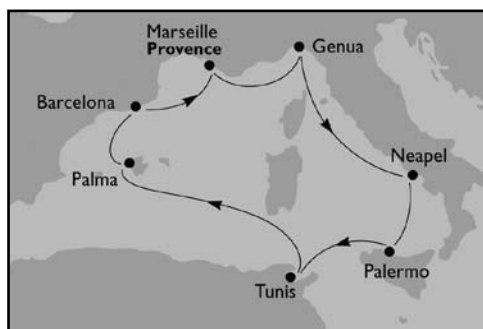 Marseille
Provence
Genua
Barcelona
Neapel
Palma
Palermo
Tunis